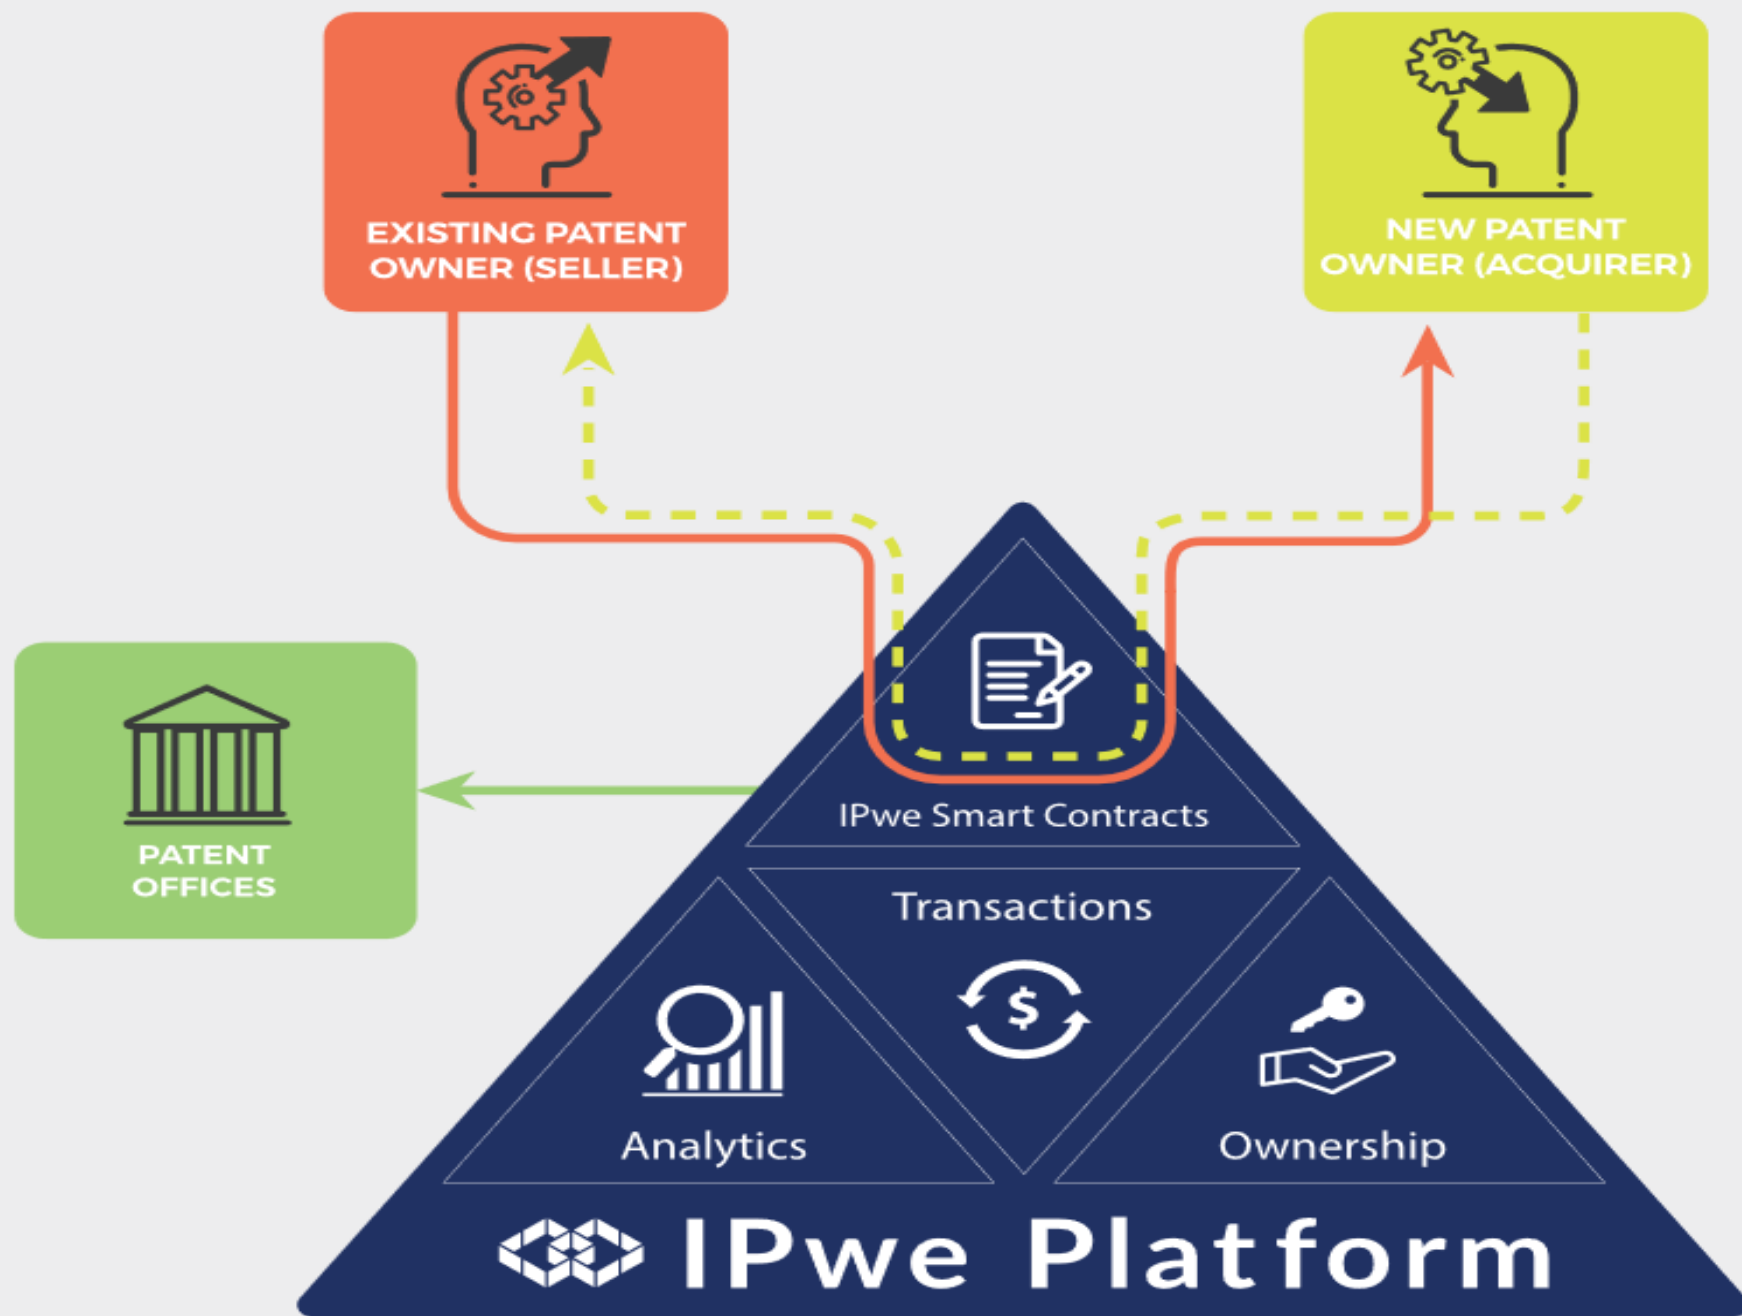 EXISTING PATENT
OWNER (SELLER)
NEW PATENT
OWNER (ACQUIRER)
PATENT
OFFICES
IPwe Smart Contracts
Transactions
$
Analytics
Ownership
IPwe Platform